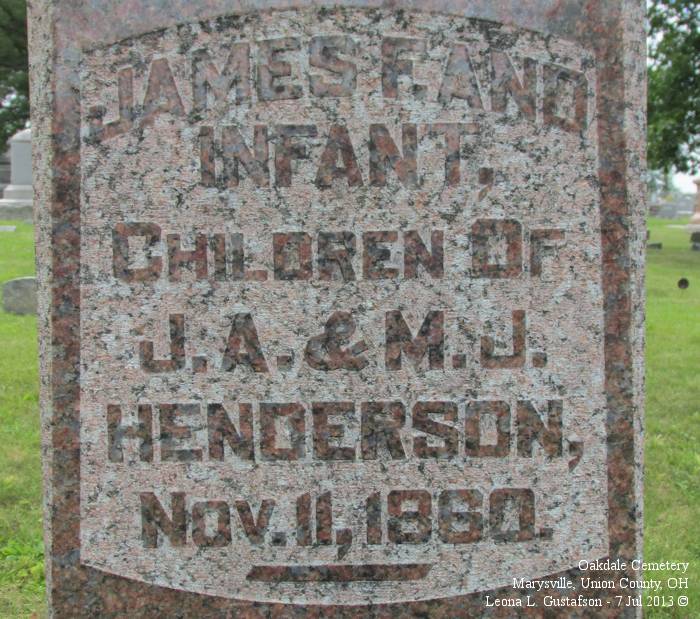 JAMES F. AND
INFANT,
CHILDREN OF
J. A. & M. J.
HENDERSON,
NOV. 11, 1860.
Oakdale Cemetery
Marysville, Union County, OH
Leona L. Gustafson - 7 Jul 2013 ©